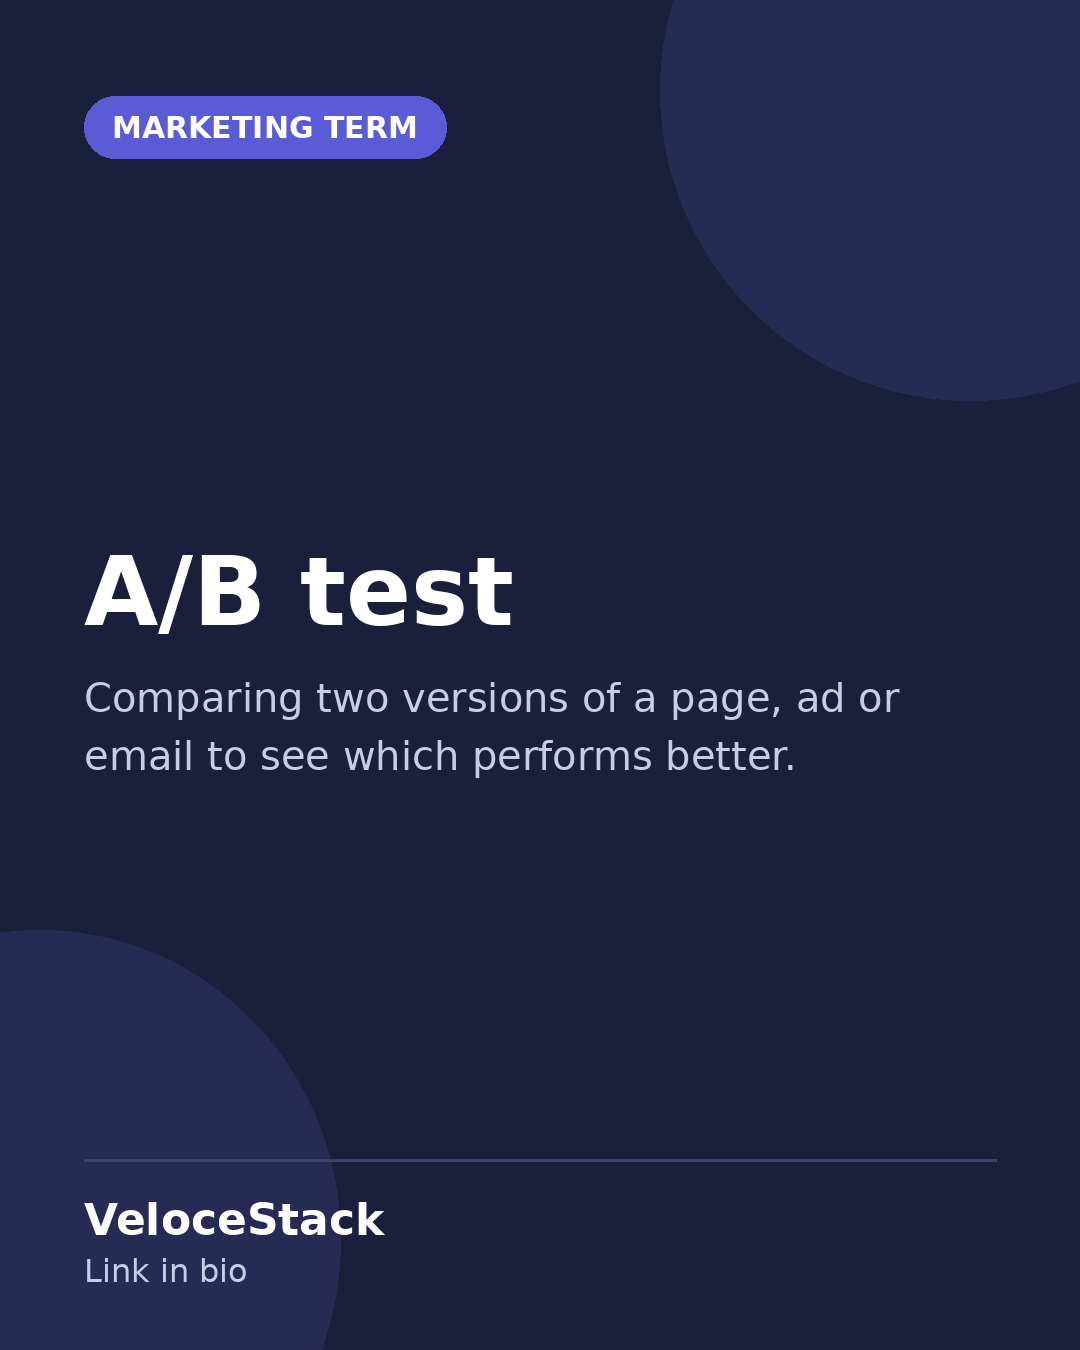 MARKETING TERM
A/B test
Comparing two versions of a page, ad or
email to see which performs better.
VeloceStack
Link in bio